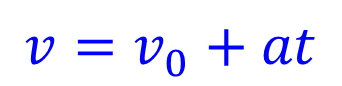 v = v₀ + at